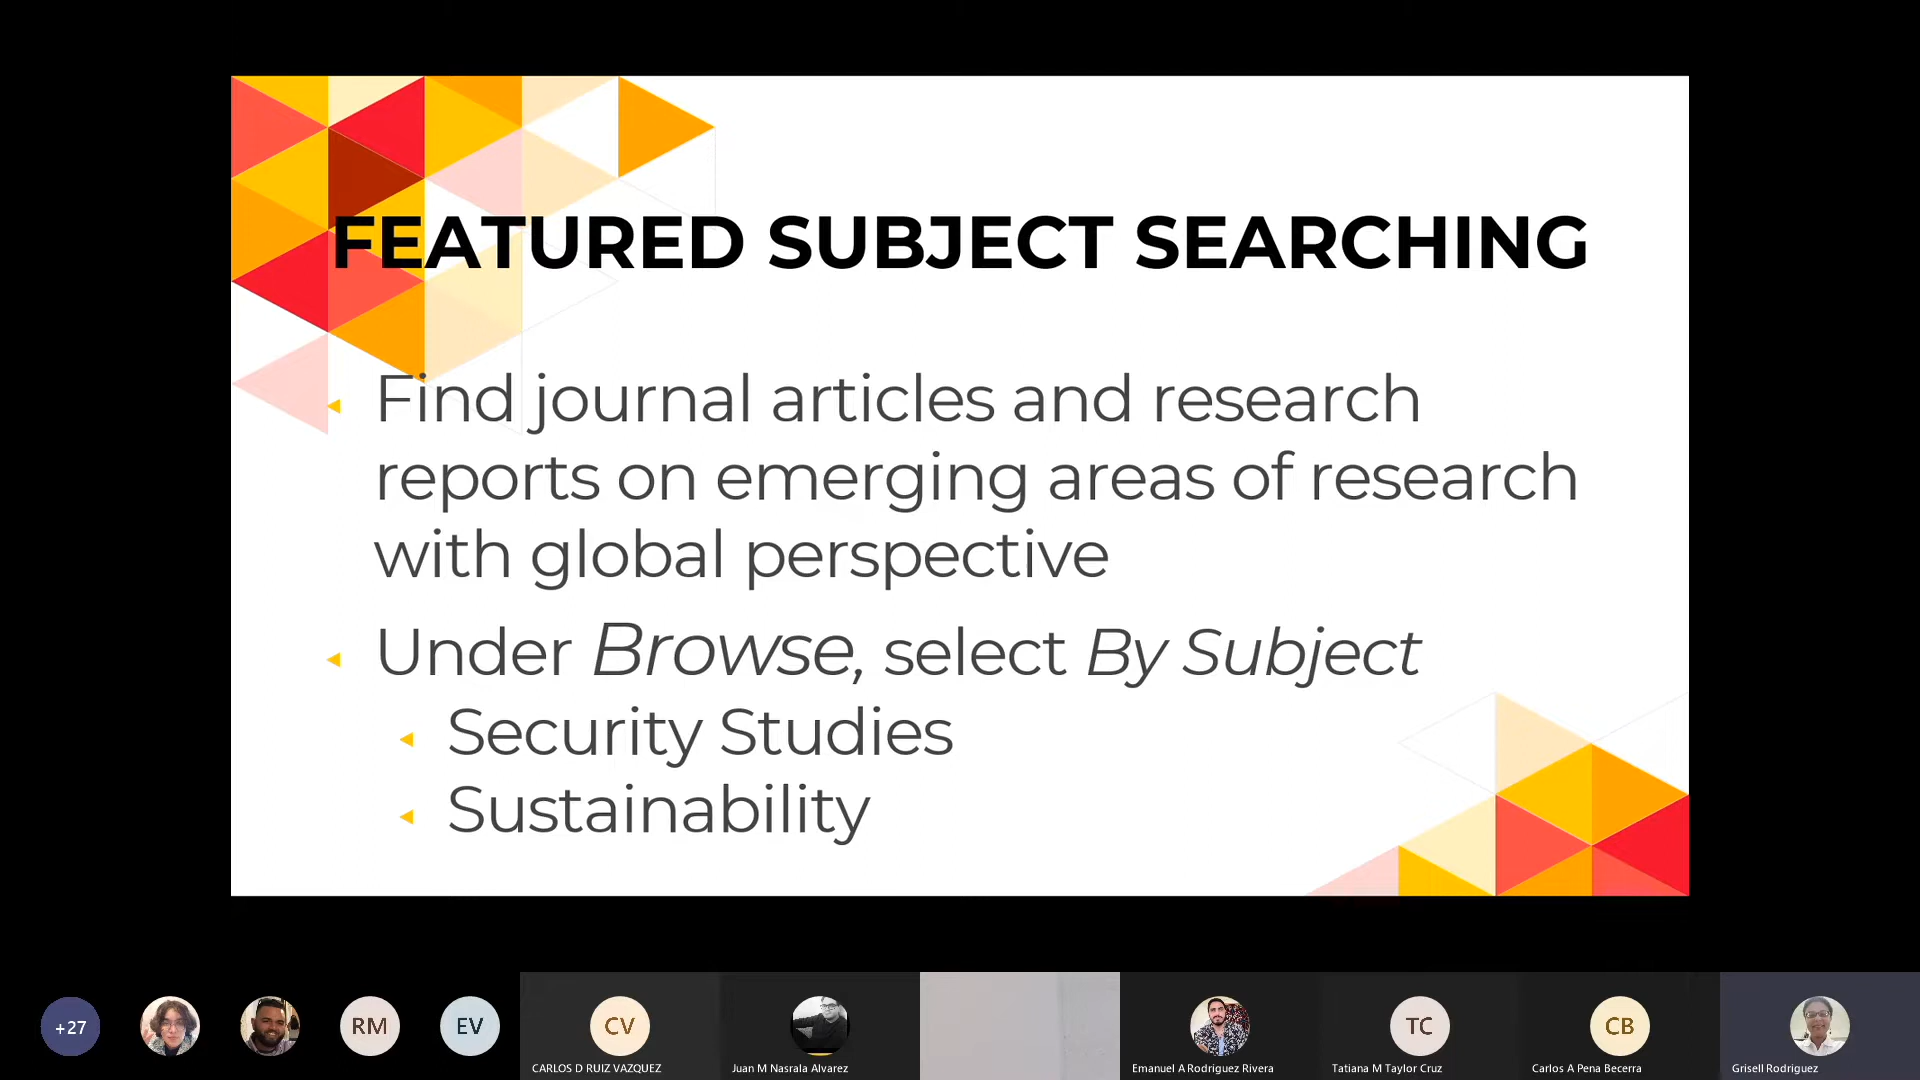 FEATURED SUBJECT SEARCHING
Find journal articles and research
reports on emerging areas of research
with global perspective
Under Browse, select By Subject
Security Studies
Sustainability
+27
RM
EV
CV
TC
CB
CARLOS D RUIZ VAZQUEZ
Juan M Nasrala Alvarez
Emanuel A Rodriguez Rivera
Tatiana M Taylor Cruz
Carlos A Pena Becerra
Grisell Rodriguez